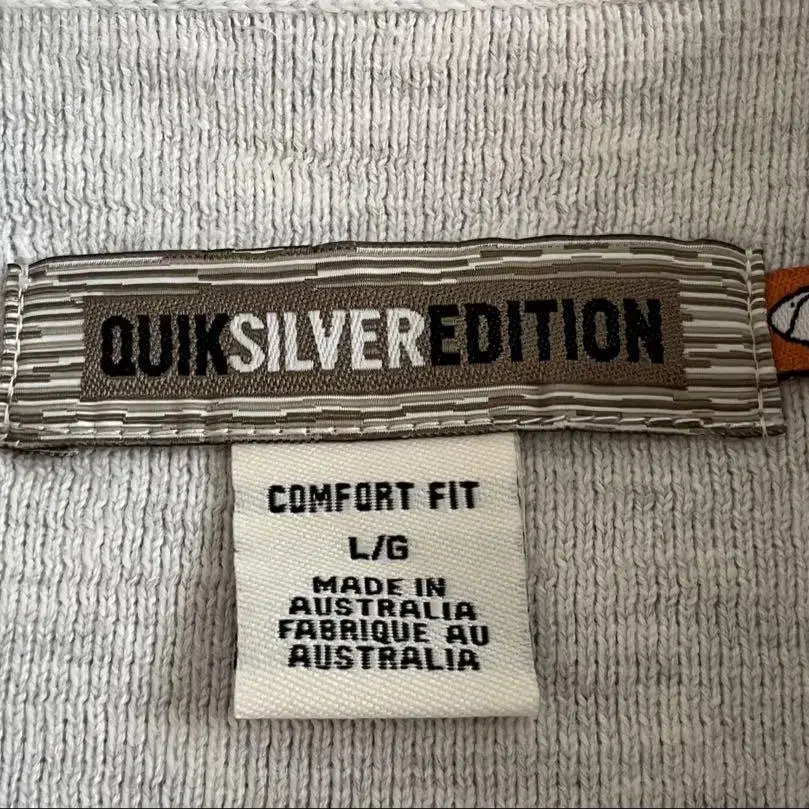 QUIKSILVEREDITION
COMFORT FIT
L/G
MADE IN
AUSTRALIA
FABRIQUE AU
AUSTRALIA